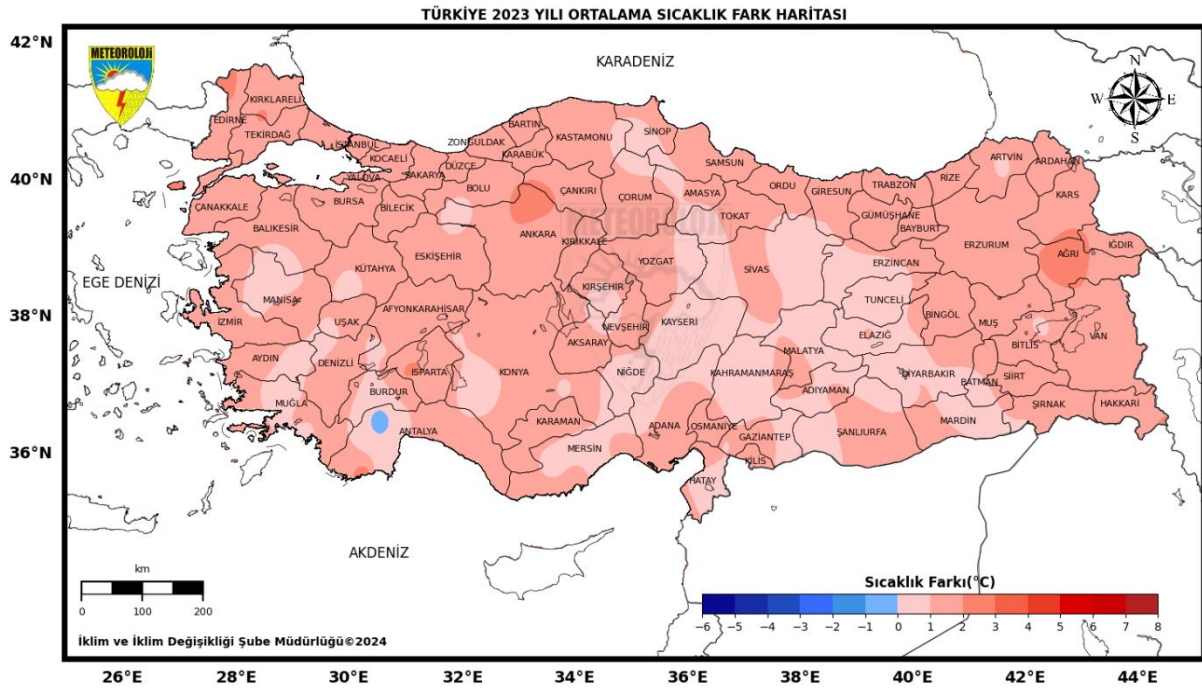 TÜRKİYE 2023 YILI ORTALAMA SICAKLIK FARK HARİTASI
42°N
METEOROLOJİ
KARADENİZ
N
W E
S
KIRKLARELİ
EDİRNE
TEKİRDAĞ
İSTANBUL
KOCAELİ
YALOVA
SAKARYA
DÜZCE
ZONGULDAK
BARTIN
KARABÜK
KASTAMONU
SİNOP
SAMSUN
ARTVİN
ARDAHAN
40°N
ÇANAKKALE
BURSA
BİLECİK
BOLU
ÇANKIRI
ÇORUM
AMASYA
ORDU
GİRESUN
TRABZON
RİZE
KARS
BALIKESİR
ESKİŞEHİR
ANKARA
KIRIKKALE
TOKAT
GÜMÜŞHANE
BAYBURT
ERZURUM
AĞRI
IĞDIR
METEOROLOJİ
EGE DENİZİ
KÜTAHYA
YOZGAT
SİVAS
ERZİNCAN
MANİSA
AFYONKARAHİSAR
KIRŞEHİR
TUNCELİ
38°N
İZMİR
UŞAK
NEVŞEHİR
KAYSERİ
ELAZIĞ
BİNGÖL
MUŞ
BİTLİS
VAN
AYDIN
DENİZLİ
ISPARTA
KONYA
AKSARAY
NİĞDE
KAHRAMANMARAŞ
MALATYA
ADIYAMAN
DİYARBAKIR
BATMAN
SİİRT
MUĞLA
BURDUR
ANTALYA
KARAMAN
MERSİN
ADANA
OSMANİYE
GAZİANTEP
KİLİS
ŞANLIURFA
MARDİN
ŞIRNAK
HAKKARİ
36°N
HATAY
AKDENİZ
km
0 100 200
Sıcaklık Farkı(°C)
−6 −5 −4 −3 −2 −1 0 1 2 3 4 5 6 7 8
İklim ve İklim Değişikliği Şube Müdürlüğü©2024
26°E 28°E 30°E 32°E 34°E 36°E 38°E 40°E 42°E 44°E